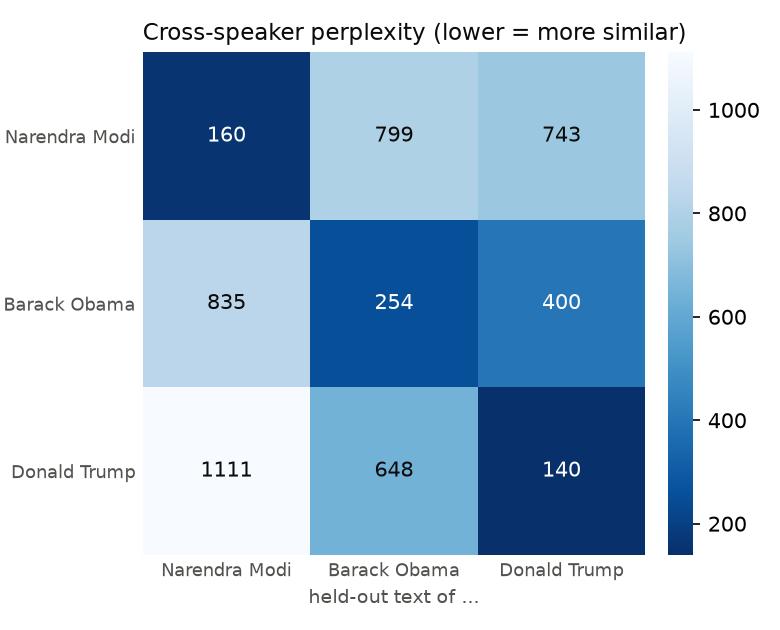 Cross-speaker perplexity (lower = more similar)
Narendra Modi
160
799
743
Barack Obama
835
254
400
Donald Trump
1111
648
140
Narendra Modi
Barack Obama
Donald Trump
held-out text of ...
1000
800
600
400
200